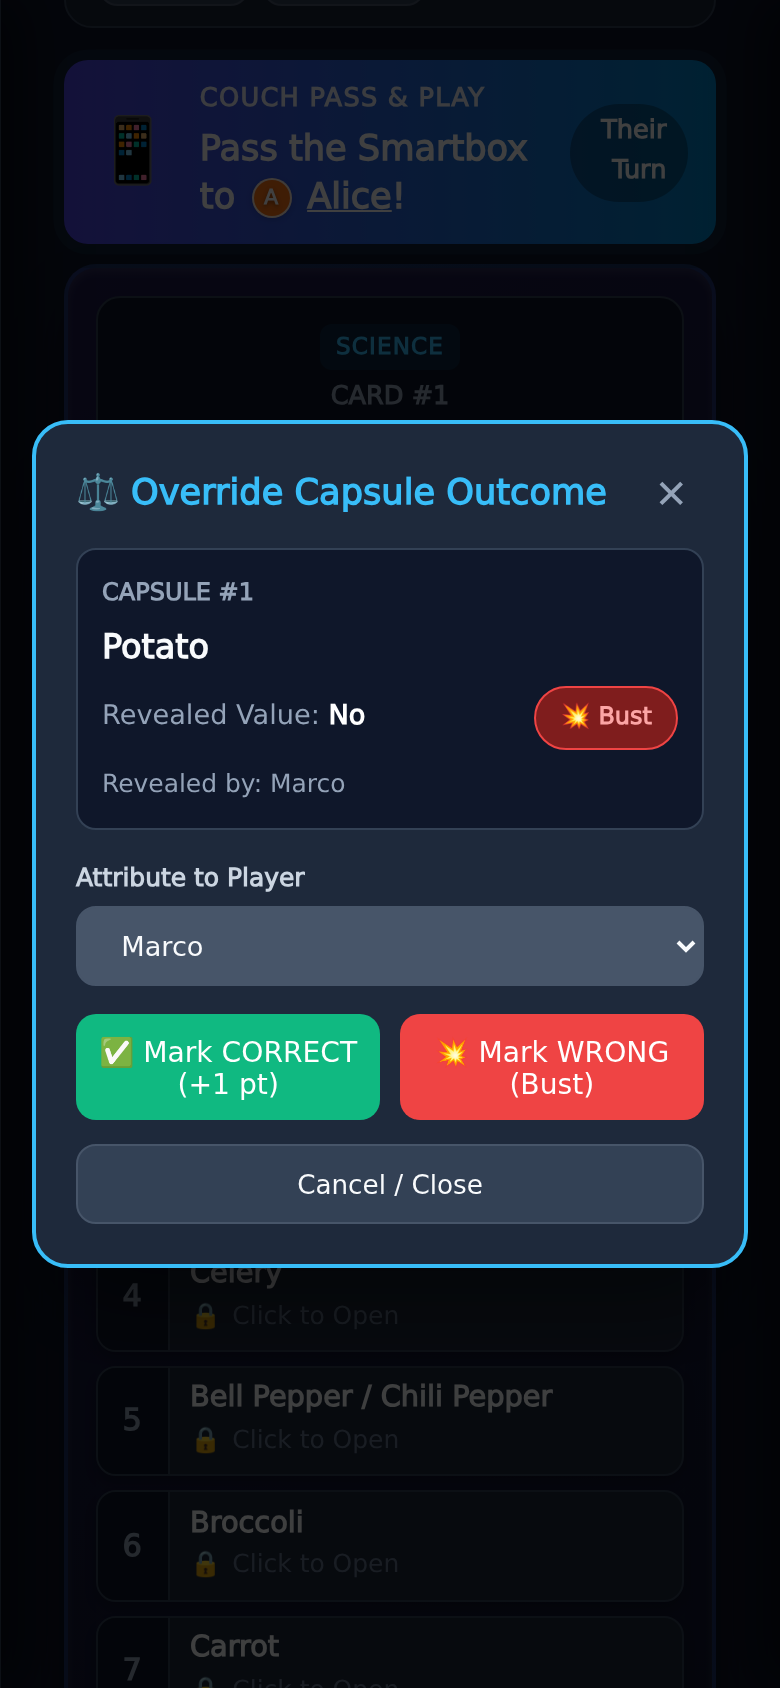 COUCH PASS & PLAY
Pass the Smartbox
to A Alice!
Their
Turn
SCIENCE
CARD #1
⚖️ Override Capsule Outcome ✕
CAPSULE #1
Potato
Revealed Value: No
💥 Bust
Revealed by: Marco
Attribute to Player
Marco
✅ Mark CORRECT
(+1 pt)
💥 Mark WRONG
(Bust)
Cancel / Close
4
Celery
🔒 Click to Open
5
Bell Pepper / Chili Pepper
🔒 Click to Open
6
Broccoli
🔒 Click to Open
7
Carrot
🔒 Click to Open